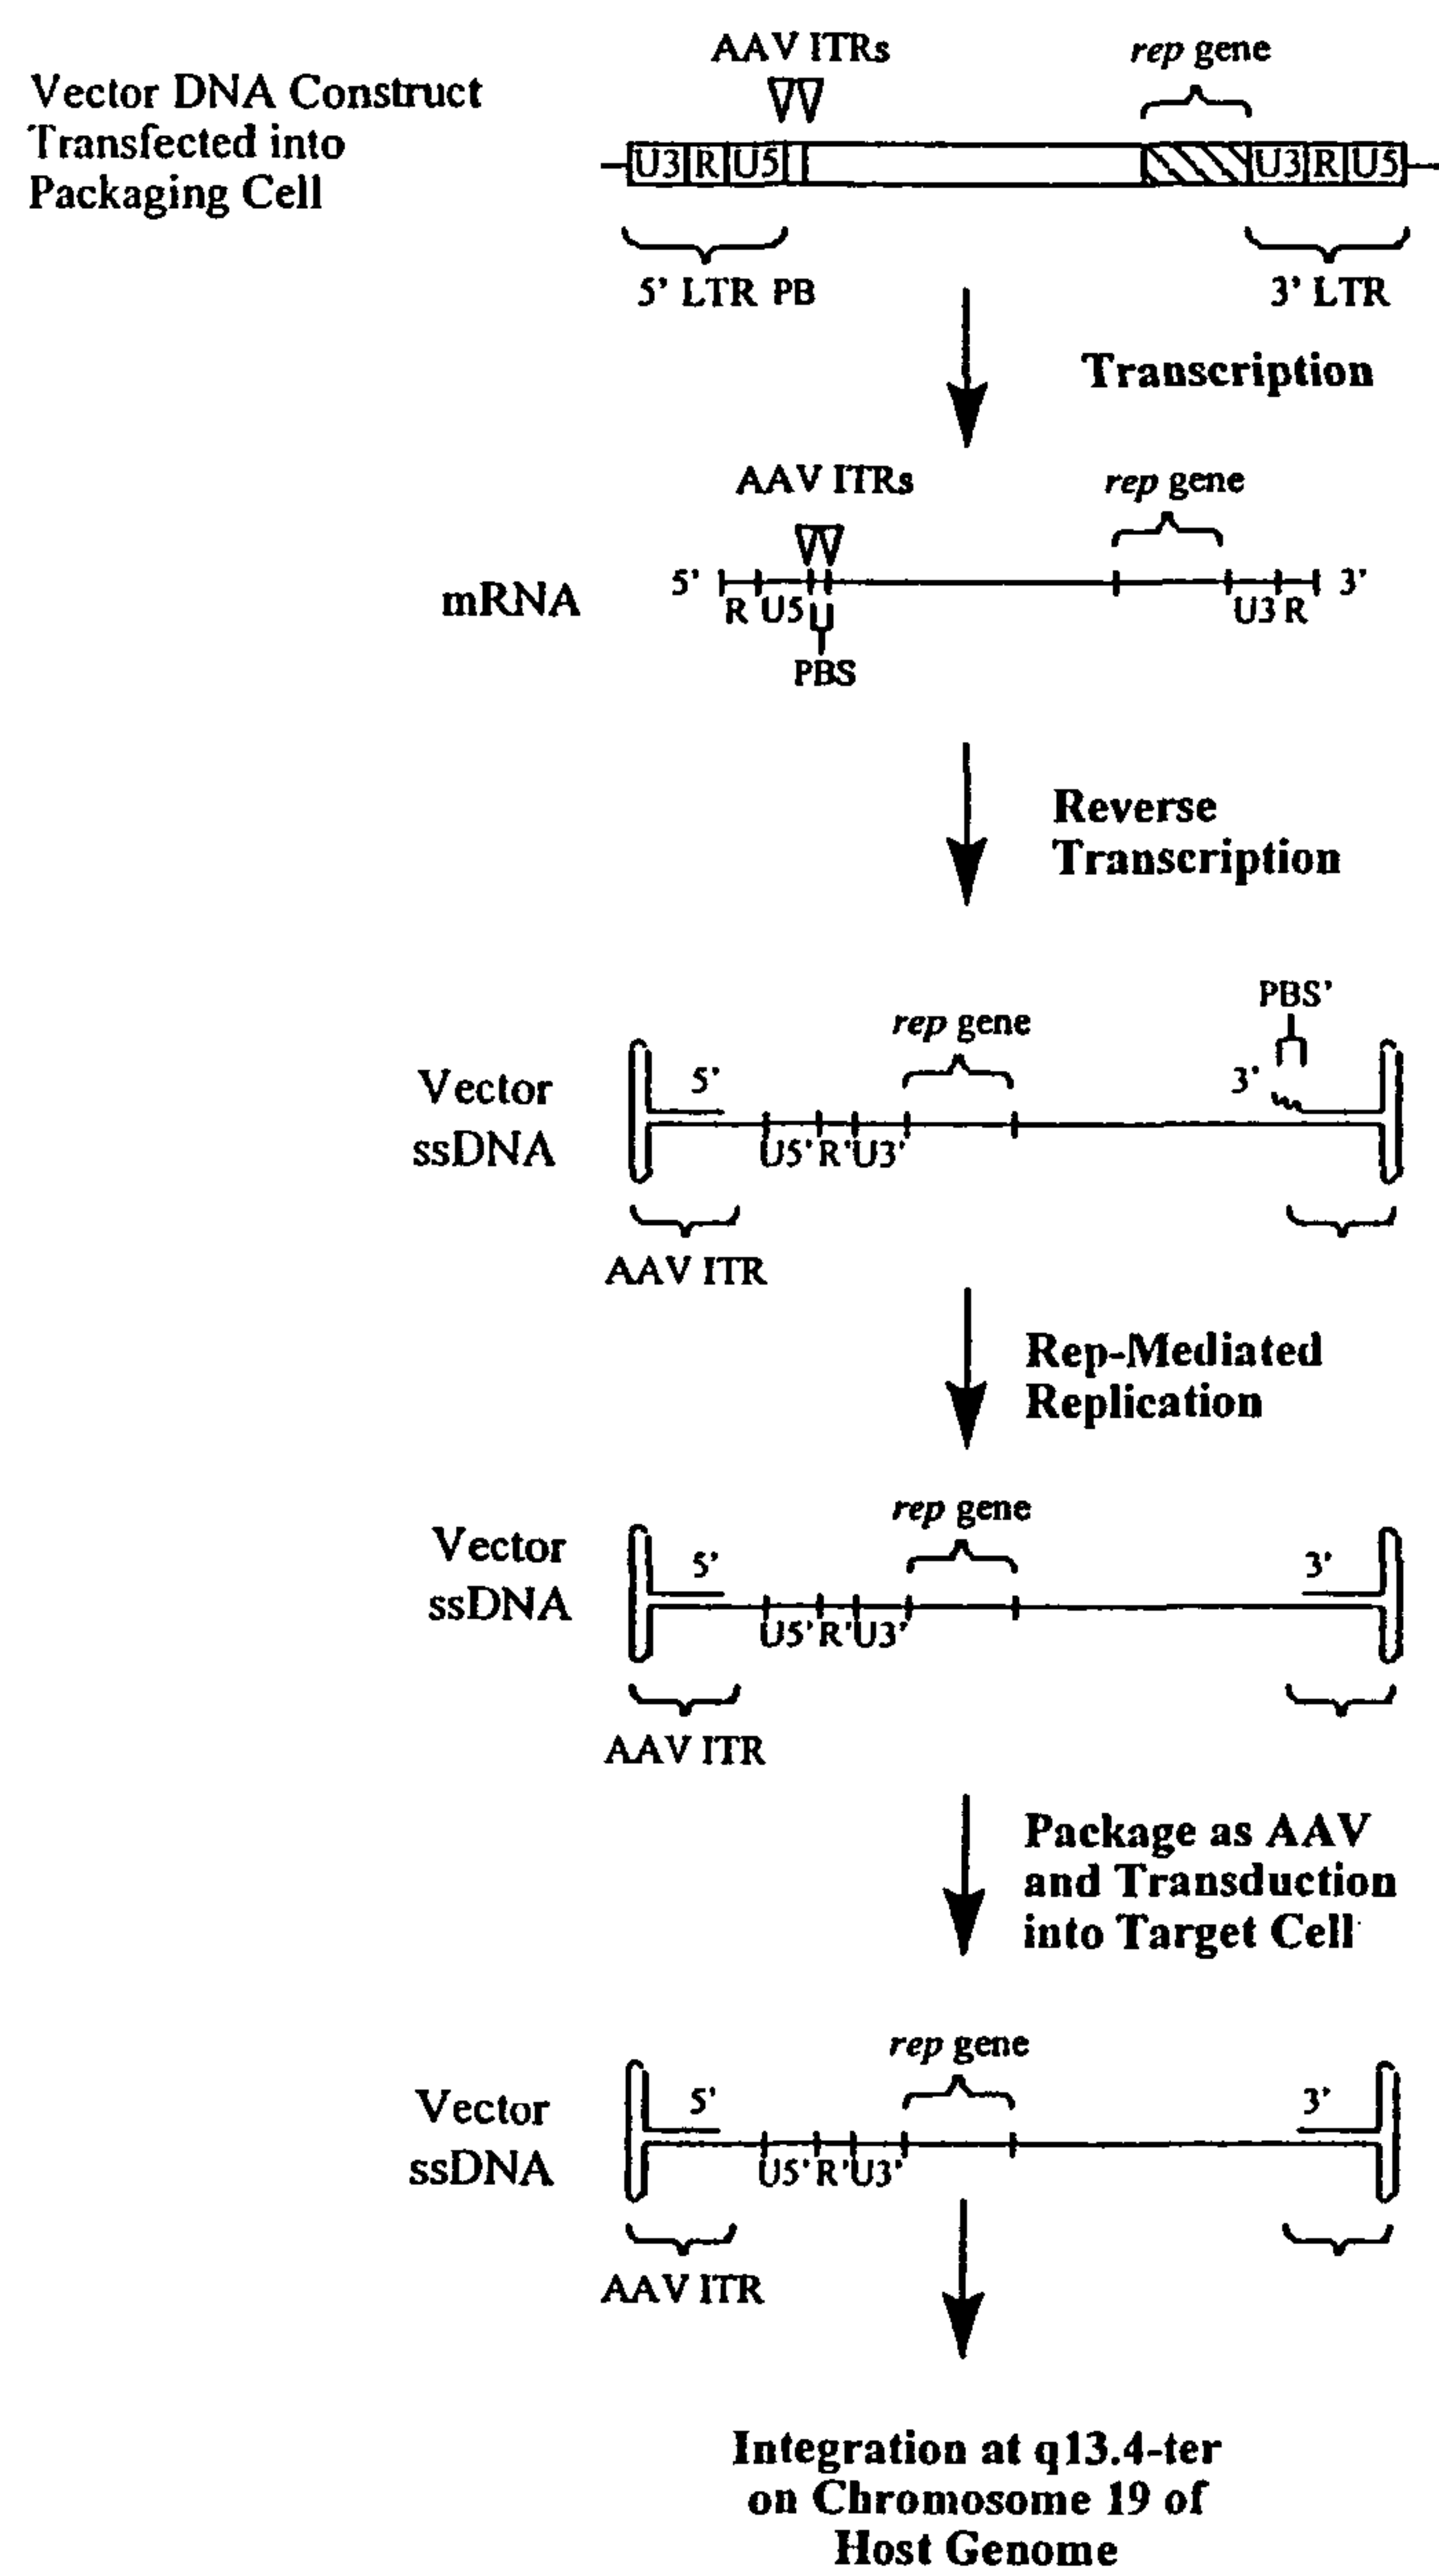 AAV ITRs
rep gene
Vector DNA Construct
Transfected into
Packaging Cell
U3 R U5 U3 R U5
5' LTR PB 3' LTR
Transcription
AAV ITRs
rep gene
5' 3'
mRNA
R U5 U3 R
PBS
Reverse
Transcription
PBS'
rep gene
5' 3'
Vector
ssDNA
U5' R' U3'
AAV ITR
Rep-Mediated
Replication
rep gene
5' 3'
Vector
ssDNA
U5' R' U3'
AAV ITR
Package as AAV
and Transduction
into Target Cell
rep gene
5' 3'
Vector
ssDNA
U5' R' U3'
AAV ITR
Integration at q13.4-ter
on Chromosome 19 of
Host Genome